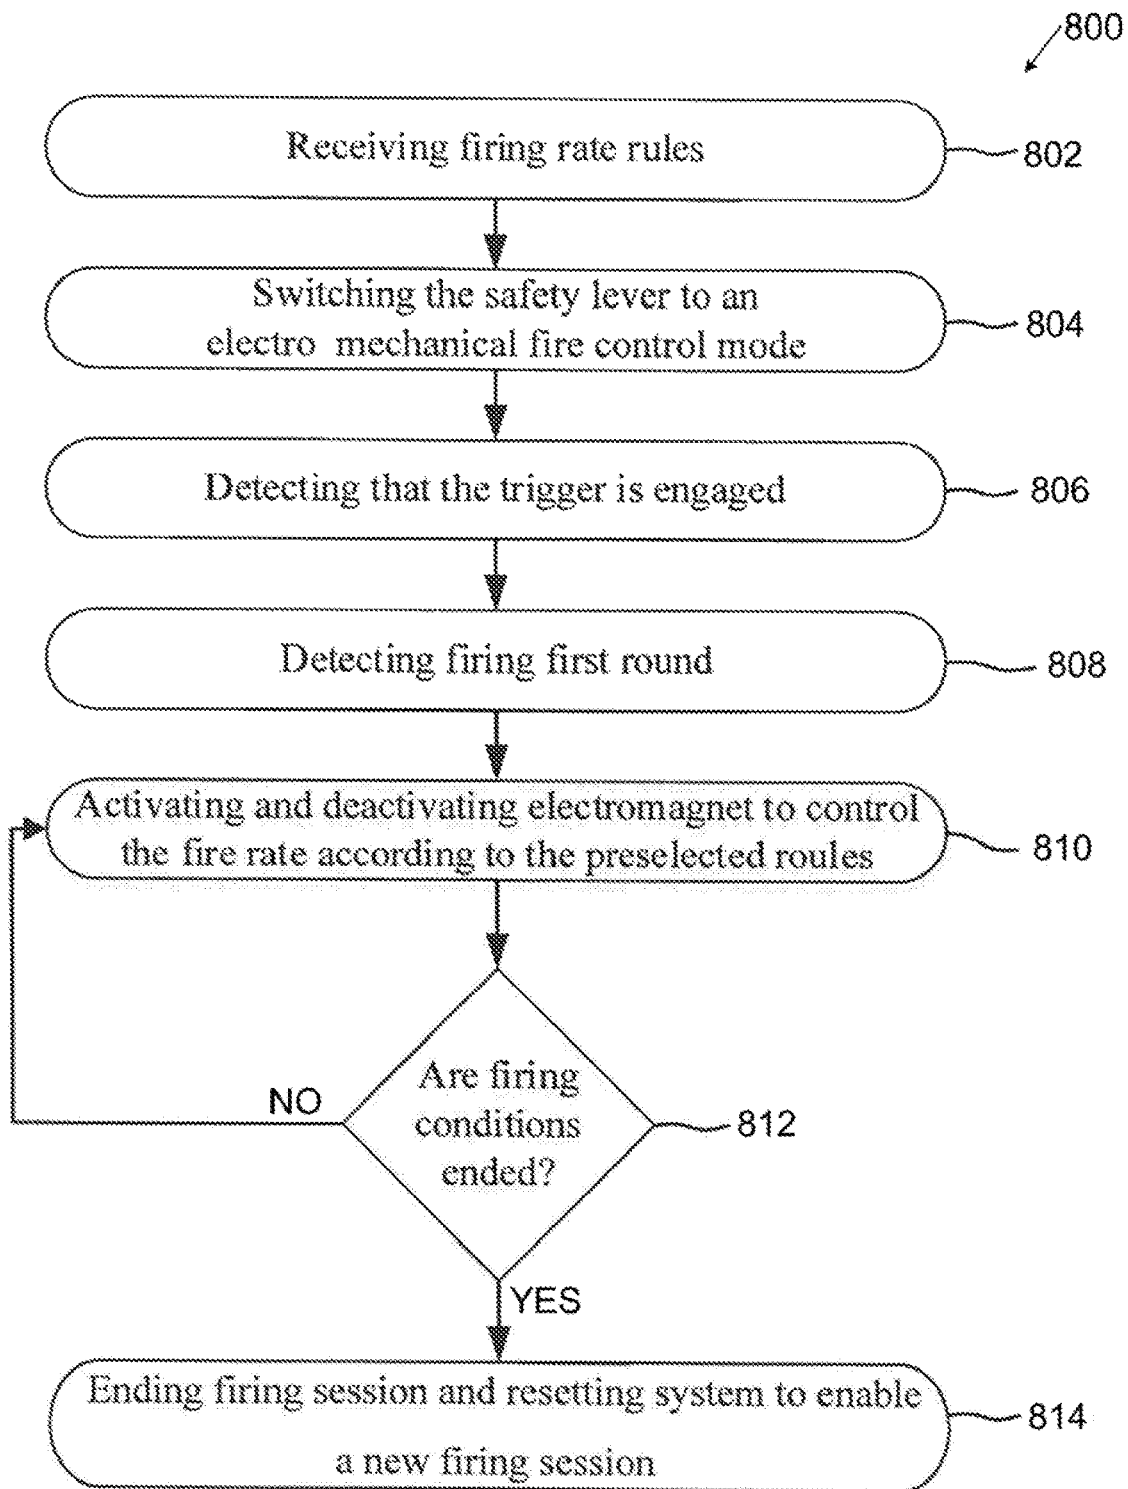 800
Receiving firing rate rules
802
Switching the safety lever to an
electro mechanical fire control mode
804
Detecting that the trigger is engaged
806
Detecting firing first round
808
Activating and deactivating electromagnet to control
the fire rate according to the preselected roules
810
Are firing
conditions
ended?
NO
812
YES
Ending firing session and resetting system to enable
a new firing session
814